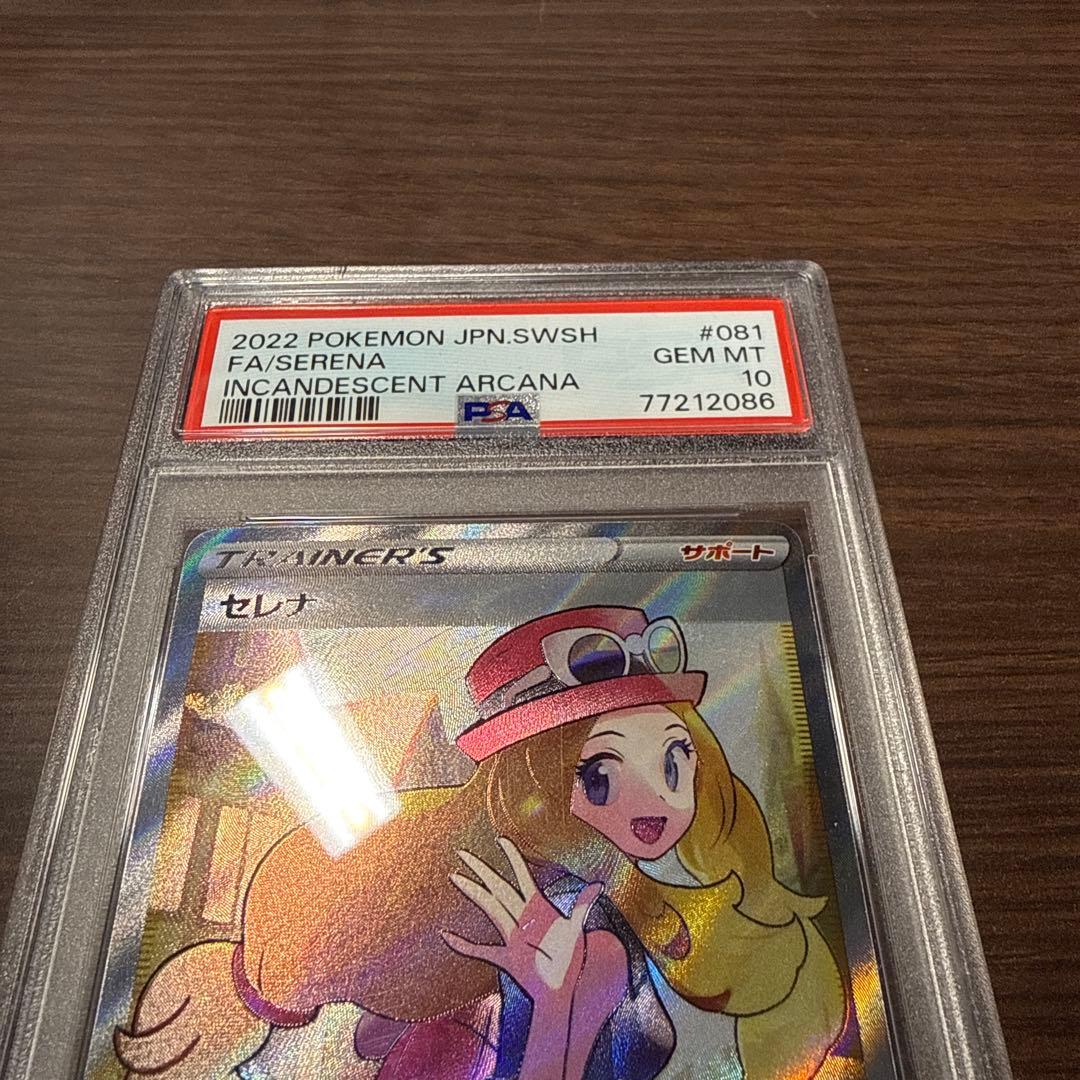 2022 POKEMON JPN.SWSH #081
FA/SERENA GEM MT
INCANDESCENT ARCANA 10
PSA 77212086
TRAINER'S サポート
セレナ